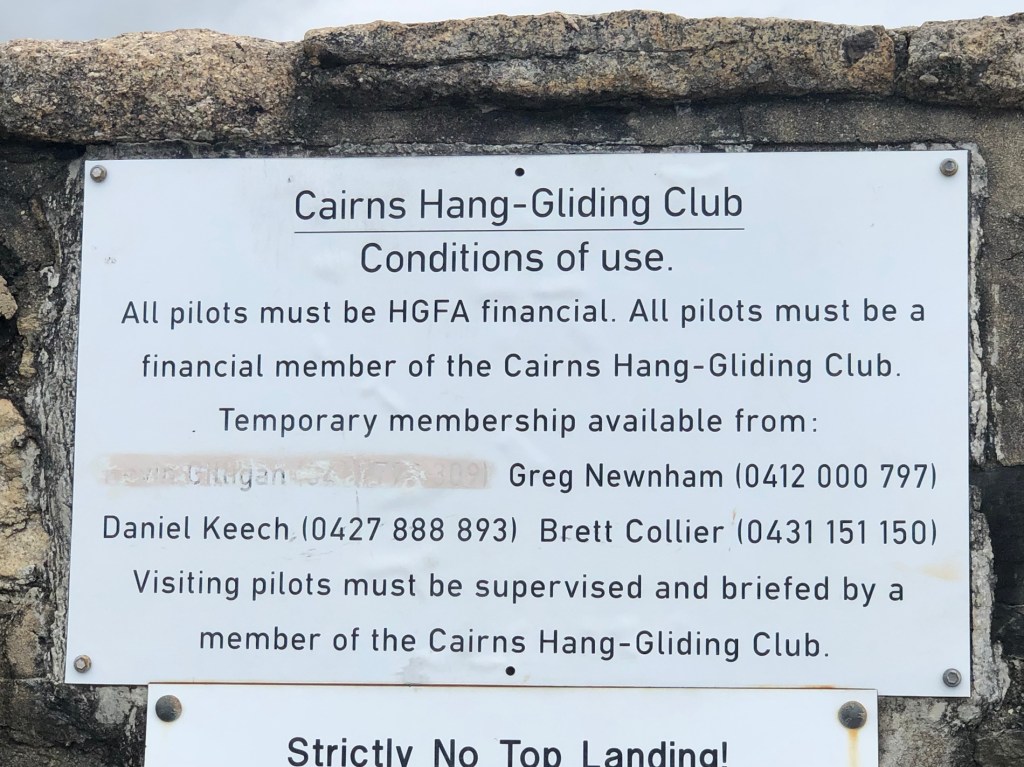 Cairns Hang-Gliding Club
Conditions of use.
All pilots must be HGFA financial. All pilots must be a
financial member of the Cairns Hang-Gliding Club.
Temporary membership available from:
Greg Newnham (0412 000 797)
Daniel Keech (0427 888 893) Brett Collier (0431 151 150)
Visiting pilots must be supervised and briefed by a
member of the Cairns Hang-Gliding Club.
Strictly No Top Landing!